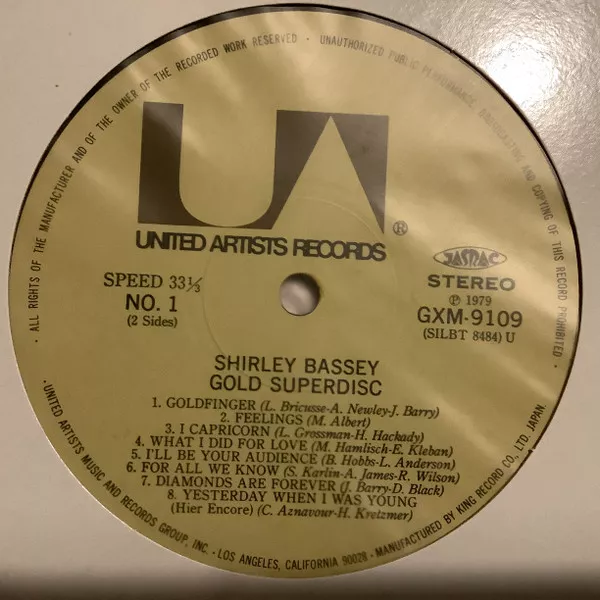 · ALL RIGHTS OF THE MANUFACTURER AND OF THE OWNER OF THE RECORDED WORK RESERVED · UNAUTHORIZED PUBLIC PERFORMANCE, BROADCASTING AND COPYING OF THIS RECORD PROHIBITED ·
UA
®
UNITED ARTISTS RECORDS
SPEED 33⅓
NO. 1
(2 Sides)
JASRAC
STEREO
Ⓟ 1979
GXM-9109
(SILBT 8484) U
SHIRLEY BASSEY
GOLD SUPERDISC
1. GOLDFINGER (L. Bricusse-A. Newley-J. Barry)
2. FEELINGS (M. Albert)
3. I CAPRICORN (L. Grossman-H. Hackady)
4. WHAT I DID FOR LOVE (M. Hamlisch-E. Kleban)
5. I'LL BE YOUR AUDIENCE (B. Hobbs-L. Anderson)
6. FOR ALL WE KNOW (S. Karlin-A. James-R. Wilson)
7. DIAMONDS ARE FOREVER (J. Barry-D. Black)
8. YESTERDAY WHEN I WAS YOUNG
(Hier Encore) (C. Aznavour-H. Kretzmer)
· UNITED ARTISTS MUSIC AND RECORDS GROUP, INC. · LOS ANGELES, CALIFORNIA 90028 · MANUFACTURED BY KING RECORD CO., LTD. JAPAN.